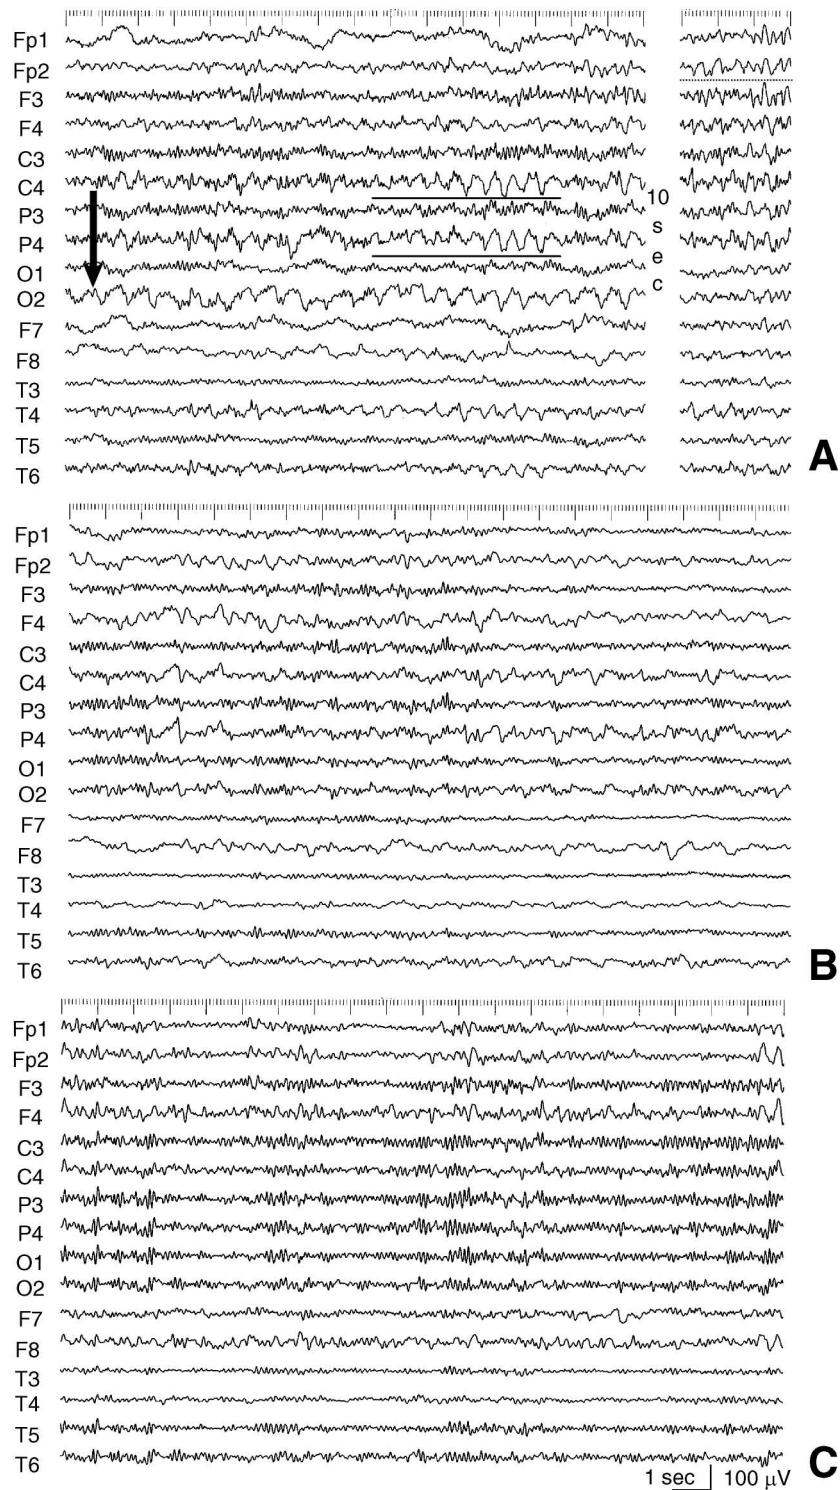 Fp1
Fp2
F3
F4
C3
C4
P3
P4
O1
O2
F7
F8
T3
T4
T5
T6
10
s
e
c
A
Fp1
Fp2
F3
F4
C3
C4
P3
P4
O1
O2
F7
F8
T3
T4
T5
T6
B
Fp1
Fp2
F3
F4
C3
C4
P3
P4
O1
O2
F7
F8
T3
T4
T5
T6
C
1 sec 100 μV